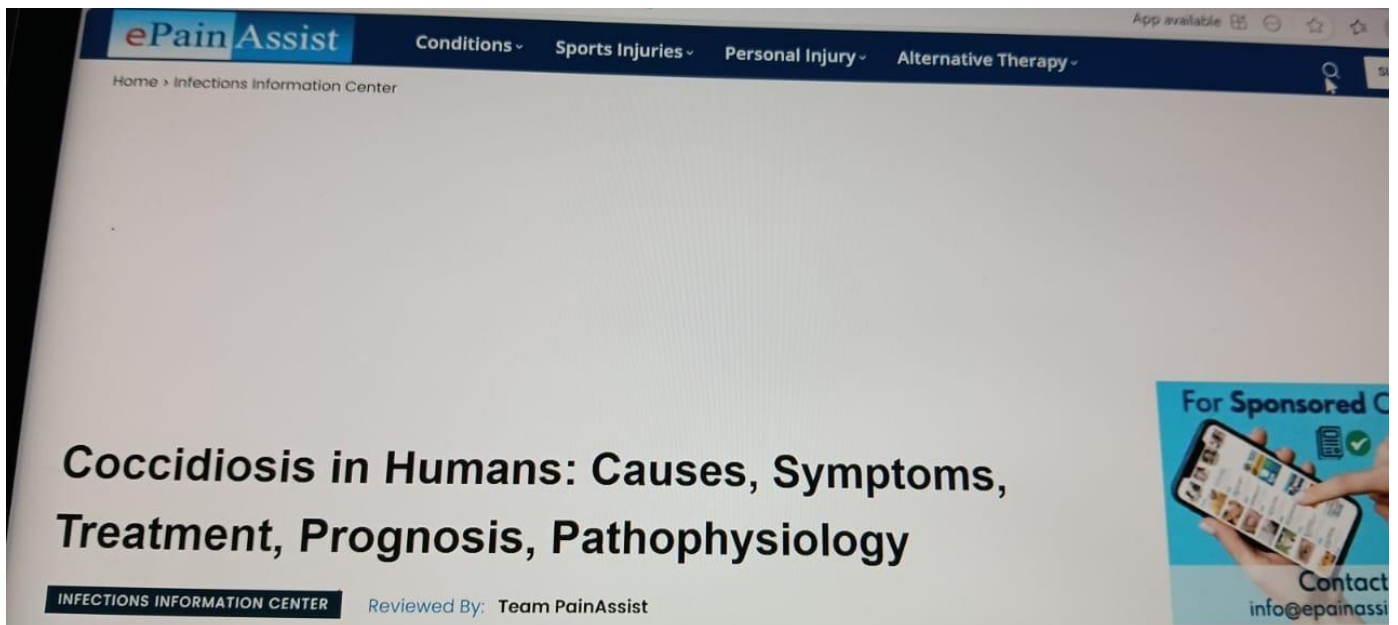 App available
ePain Assist
Conditions
Sports Injuries
Personal Injury
Alternative Therapy
Home › Infections Information Center
For Sponsored
Coccidiosis in Humans: Causes, Symptoms,
Treatment, Prognosis, Pathophysiology
INFECTIONS INFORMATION CENTER
Reviewed By: Team PainAssist
Contact